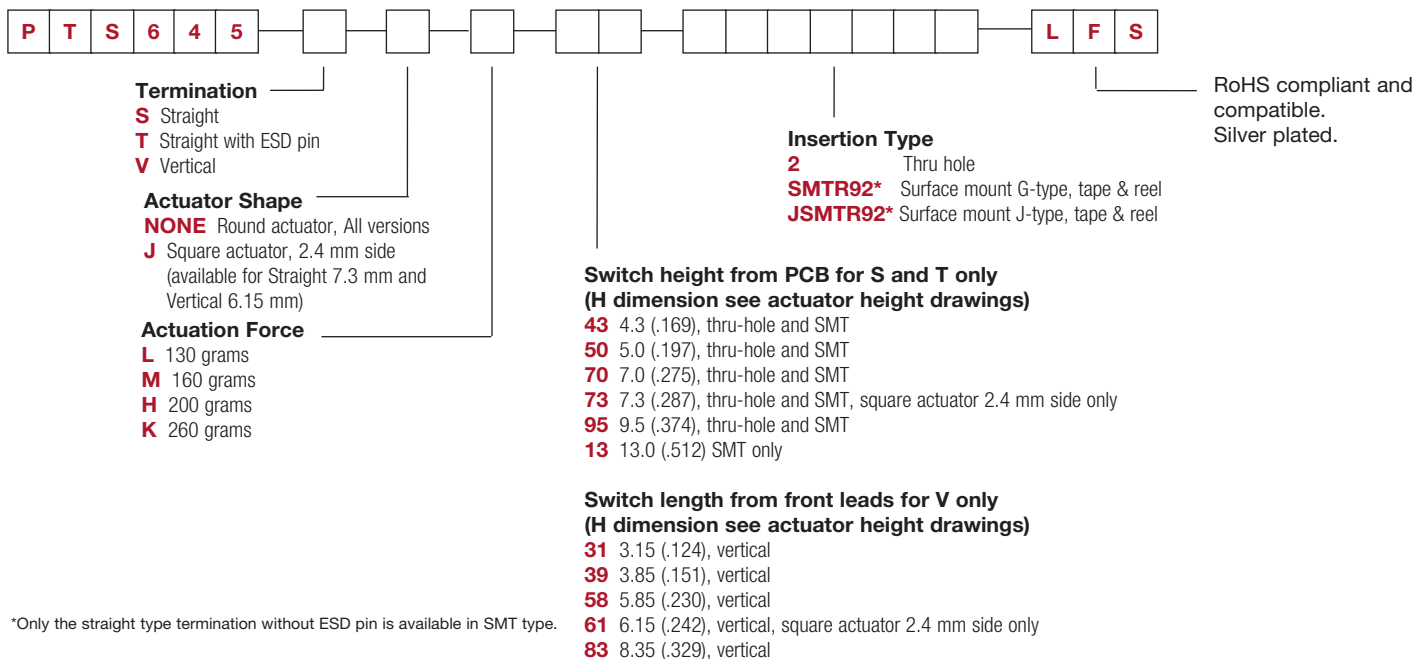 P T S 6 4 5 L F S
Termination
S Straight
T Straight with ESD pin
V Vertical
Actuator Shape
NONE Round actuator, All versions
J Square actuator, 2.4 mm side
(available for Straight 7.3 mm and
Vertical 6.15 mm)
Actuation Force
L 130 grams
M 160 grams
H 200 grams
K 260 grams
Switch height from PCB for S and T only
(H dimension see actuator height drawings)
43 4.3 (.169), thru-hole and SMT
50 5.0 (.197), thru-hole and SMT
70 7.0 (.275), thru-hole and SMT
73 7.3 (.287), thru-hole and SMT, square actuator 2.4 mm side only
95 9.5 (.374), thru-hole and SMT
13 13.0 (.512) SMT only
Switch length from front leads for V only
(H dimension see actuator height drawings)
31 3.15 (.124), vertical
39 3.85 (.151), vertical
58 5.85 (.230), vertical
61 6.15 (.242), vertical, square actuator 2.4 mm side only
83 8.35 (.329), vertical
Insertion Type
2 Thru hole
SMTR92* Surface mount G-type, tape & reel
JSMTR92* Surface mount J-type, tape & reel
RoHS compliant and
compatible.
Silver plated.
*Only the straight type termination without ESD pin is available in SMT type.